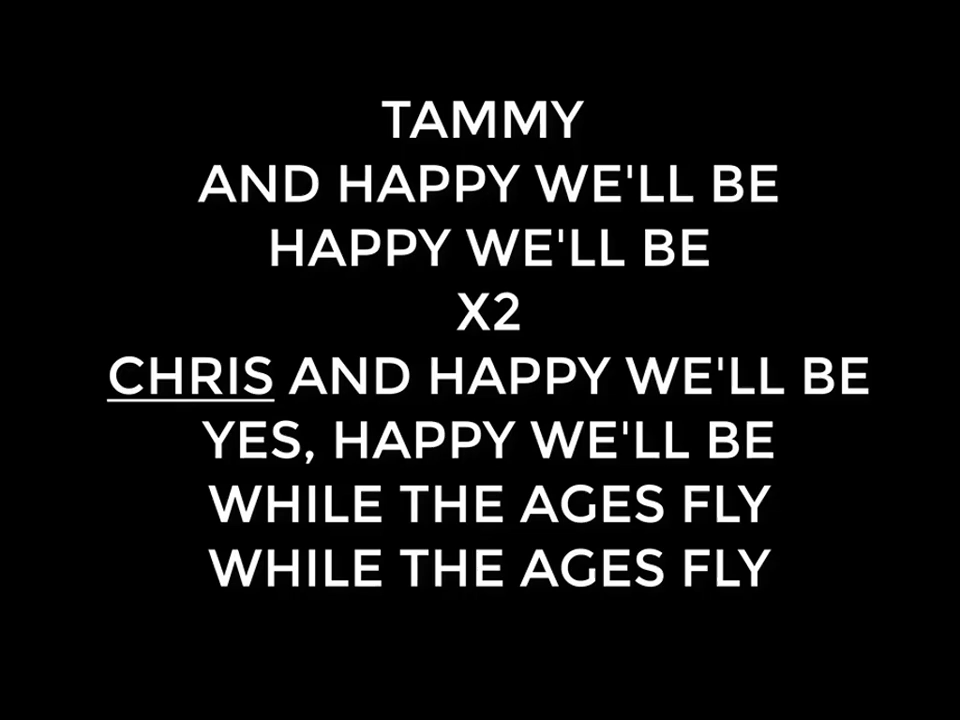 TAMMY
AND HAPPY WE'LL BE
HAPPY WE'LL BE
X2
CHRIS AND HAPPY WE'LL BE
YES, HAPPY WE'LL BE
WHILE THE AGES FLY
WHILE THE AGES FLY